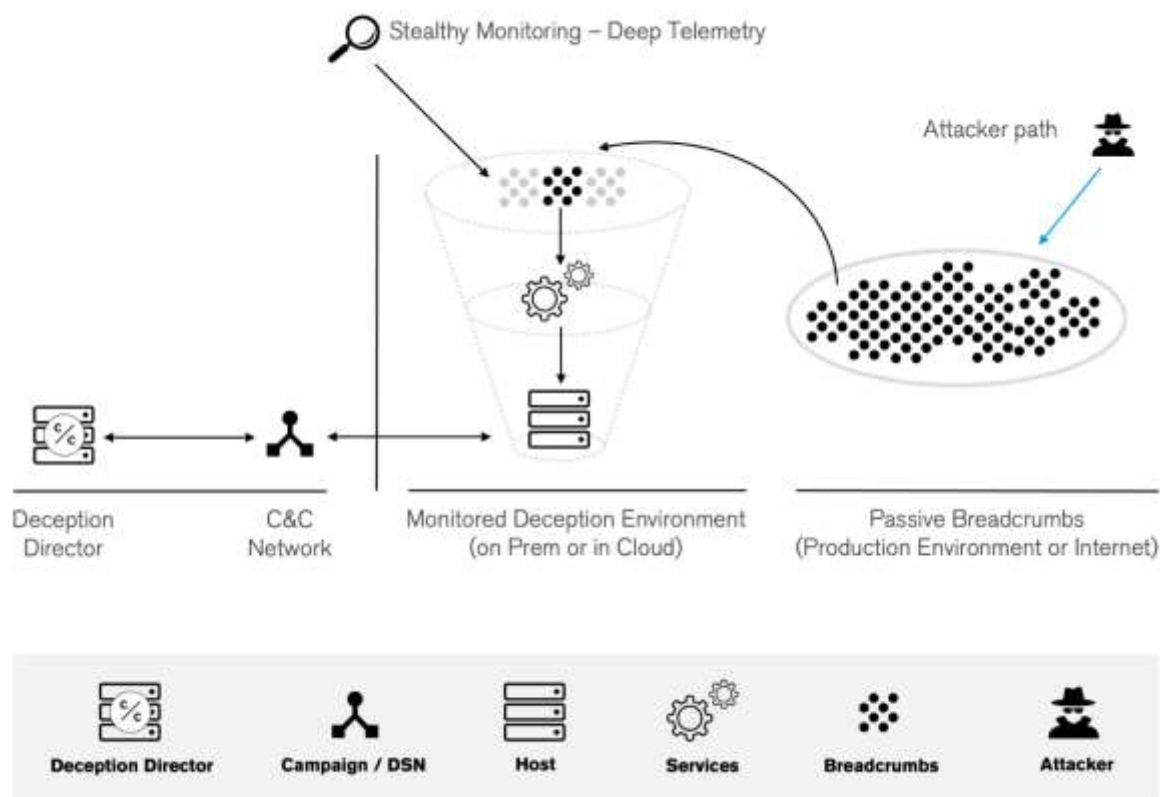 Stealthy Monitoring – Deep Telemetry
Attacker path
Deception
Director
C&C
Network
Monitored Deception Environment
(on Prem or in Cloud)
Passive Breadcrumbs
(Production Environment or Internet)
Deception Director
Campaign / DSN
Host
Services
Breadcrumbs
Attacker